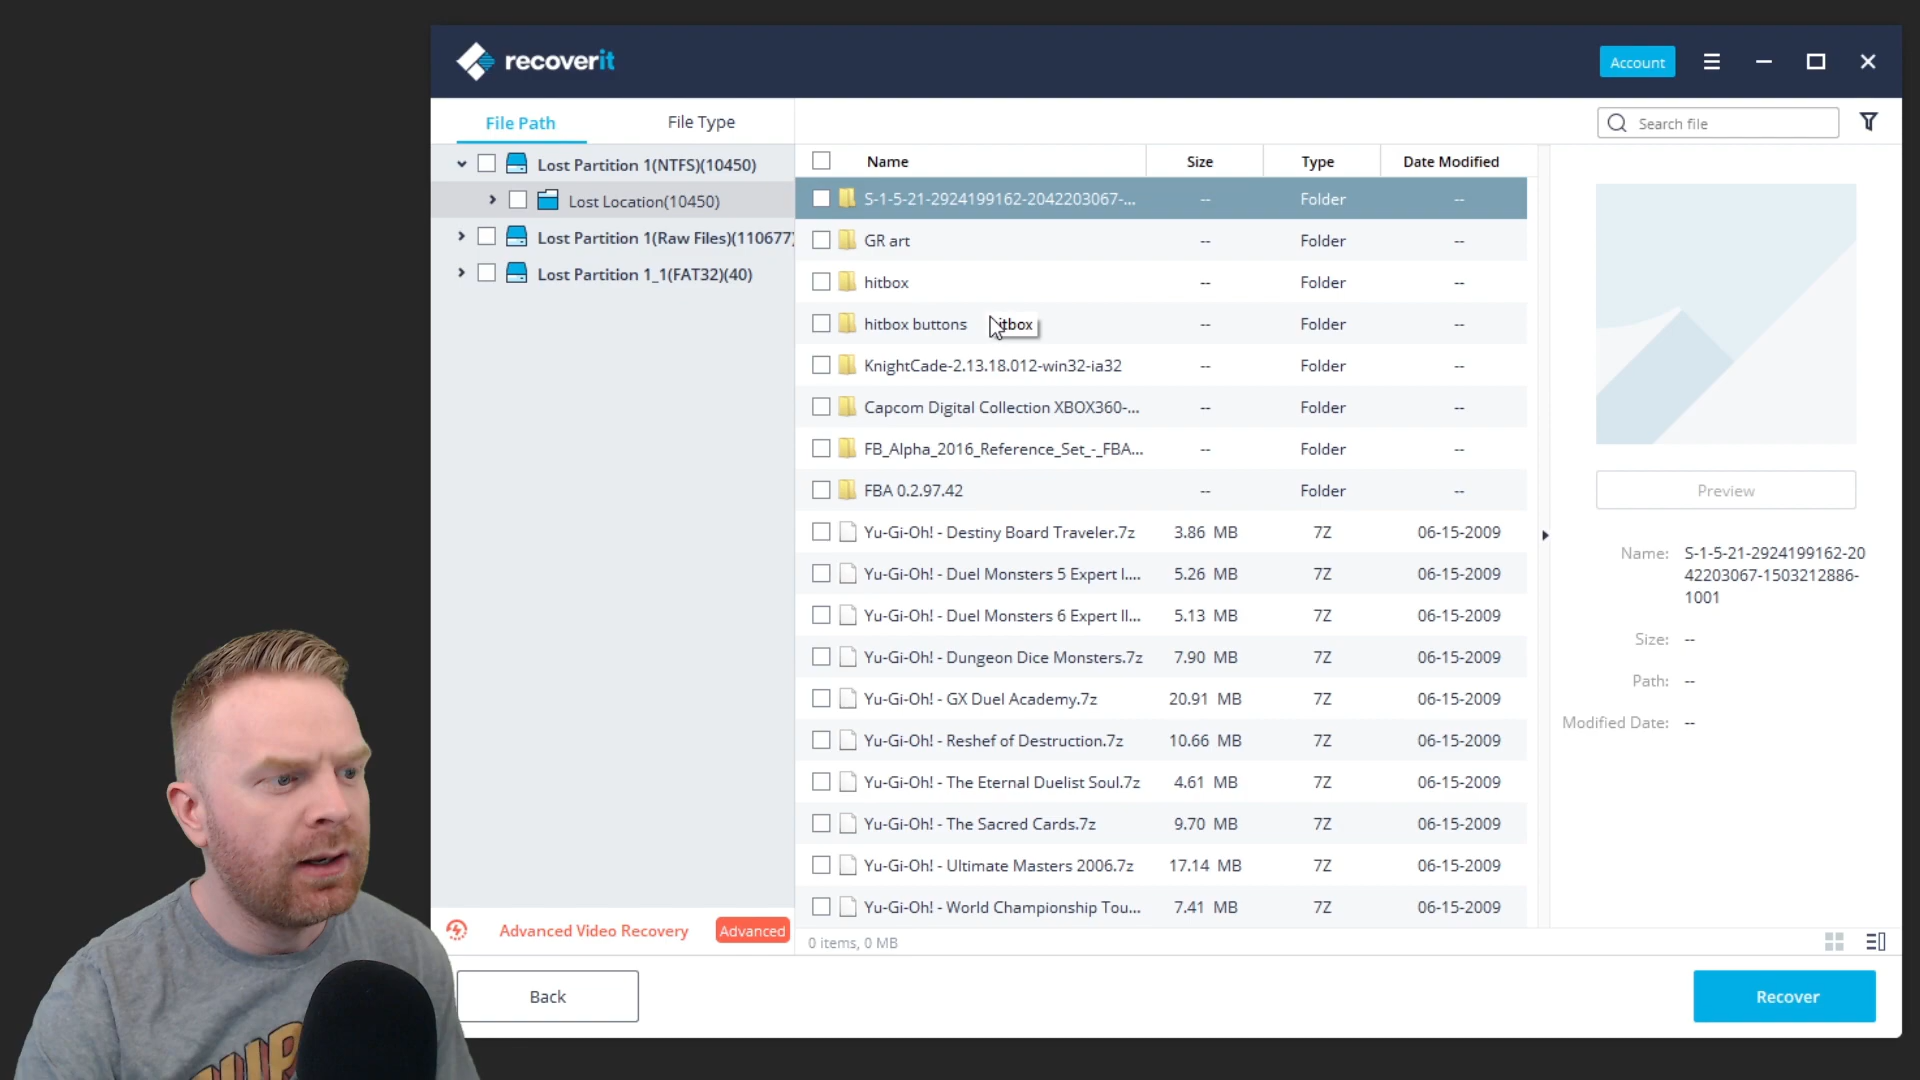 recoverit
Account
File Path
File Type
Search file
Lost Partition 1(NTFS)(10450)
Lost Location(10450)
Lost Partition 1(Raw Files)(110677)
Lost Partition 1_1(FAT32)(40)
Name Size Type Date Modified
S-1-5-21-2924199162-2042203067-... -- Folder --
GR art -- Folder --
hitbox -- Folder --
hitbox buttons -- Folder --
KnightCade-2.13.18.012-win32-ia32 -- Folder --
Capcom Digital Collection XBOX360-... -- Folder --
FB_Alpha_2016_Reference_Set_-_FBA... -- Folder --
FBA 0.2.97.42 -- Folder --
Yu-Gi-Oh! - Destiny Board Traveler.7z 3.86 MB 7Z 06-15-2009
Yu-Gi-Oh! - Duel Monsters 5 Expert I.... 5.26 MB 7Z 06-15-2009
Yu-Gi-Oh! - Duel Monsters 6 Expert II... 5.13 MB 7Z 06-15-2009
Yu-Gi-Oh! - Dungeon Dice Monsters.7z 7.90 MB 7Z 06-15-2009
Yu-Gi-Oh! - GX Duel Academy.7z 20.91 MB 7Z 06-15-2009
Yu-Gi-Oh! - Reshef of Destruction.7z 10.66 MB 7Z 06-15-2009
Yu-Gi-Oh! - The Eternal Duelist Soul.7z 4.61 MB 7Z 06-15-2009
Yu-Gi-Oh! - The Sacred Cards.7z 9.70 MB 7Z 06-15-2009
Yu-Gi-Oh! - Ultimate Masters 2006.7z 17.14 MB 7Z 06-15-2009
Yu-Gi-Oh! - World Championship Tou... 7.41 MB 7Z 06-15-2009
Preview
Name: S-1-5-21-2924199162-20
42203067-1503212886-
1001
Size: --
Path: --
Modified Date: --
Advanced Video Recovery
Advanced
0 items, 0 MB
Back
Recover